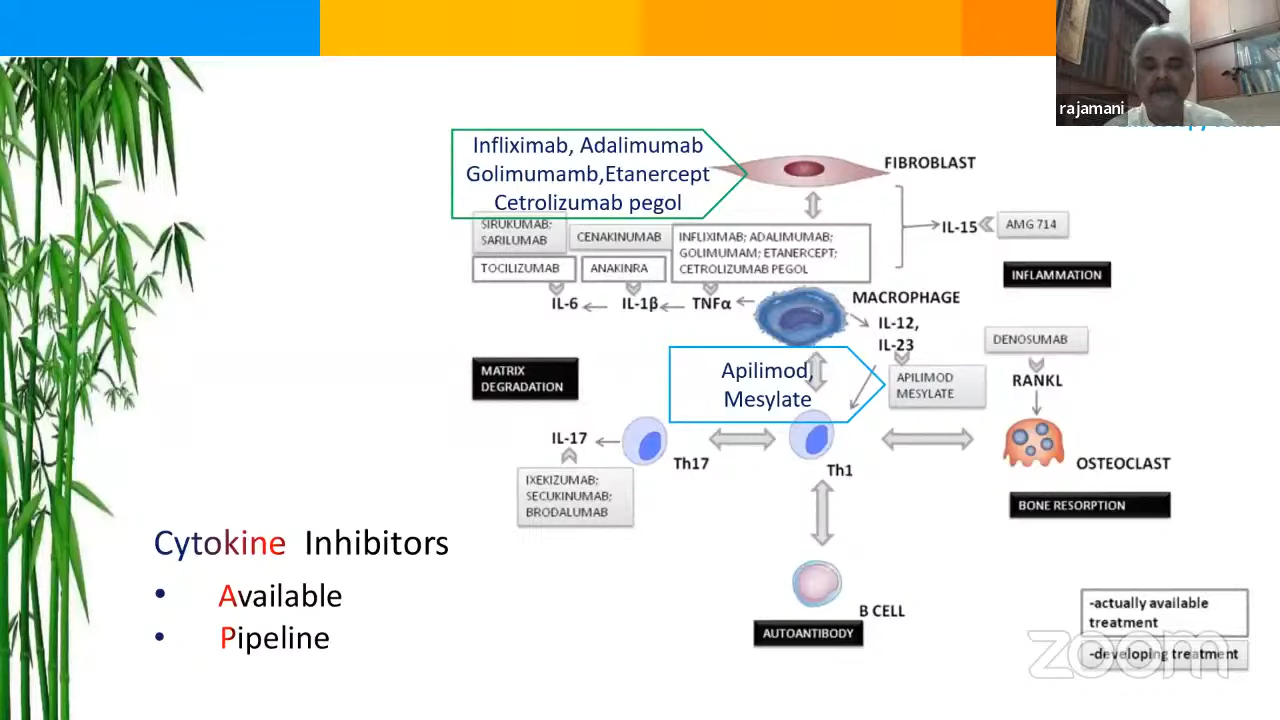 rajamani
Infliximab, Adalimumab
Golimumamb,Etanercept
Cetrolizumab pegol
FIBROBLAST
SIRUKUMAB;
SARILUMAB
CENAKINUMAB
INFLIXIMAB; ADALIMUMAB;
GOLIMUMAM; ETANERCEPT;
CETROLIZUMAB PEGOL
TOCILIZUMAB
ANAKINRA
IL-15
AMG 714
INFLAMMATION
IL-6
IL-1β
TNFα
MACROPHAGE
IL-12,
IL-23
DENOSUMAB
MATRIX
DEGRADATION
Apilimod,
Mesylate
APILIMOD
MESYLATE
RANKL
IL-17
Th17
Th1
OSTEOCLAST
IXEKIZUMAB;
SECUKINUMAB;
BRODALUMAB
BONE RESORPTION
Cytokine Inhibitors
• Available
• Pipeline
B CELL
AUTOANTIBODY
-actually available
treatment
-developing treatment
zoom